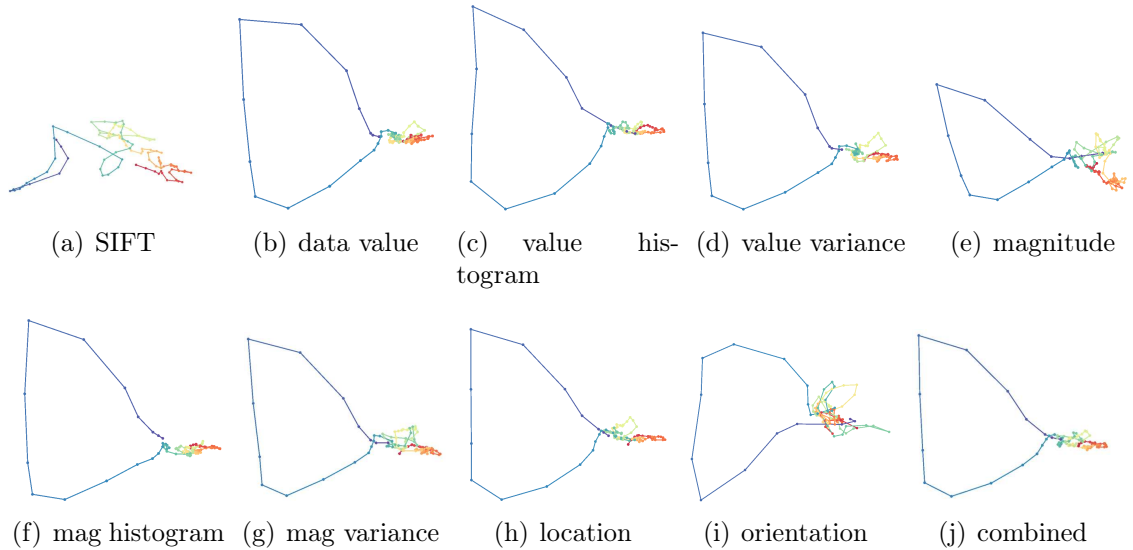 (a) SIFT
(b) data value
(c) value his-
togram
(d) value variance
(e) magnitude
(f) mag histogram
(g) mag variance
(h) location
(i) orientation
(j) combined